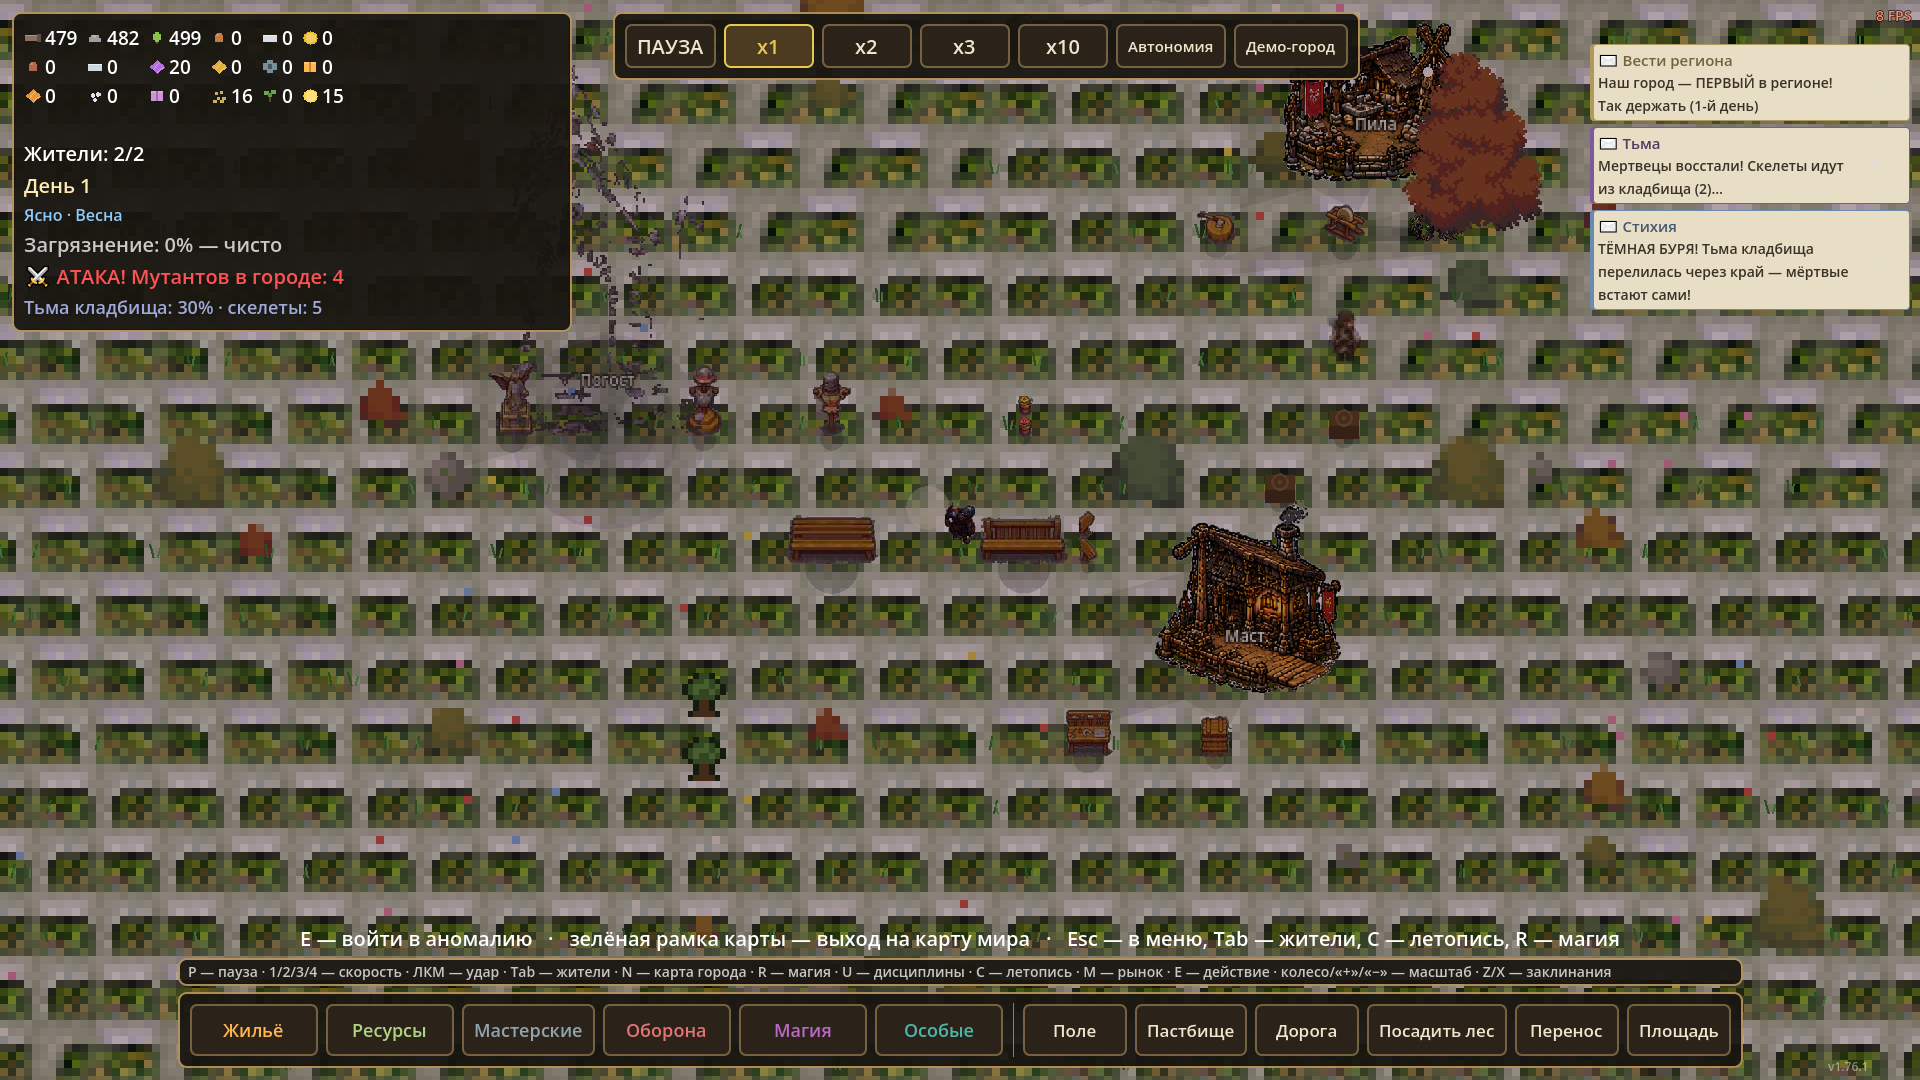 479 482 499 0 0 0
0 0 20 0 0 0
0 0 0 16 0 15
Жители: 2/2
День 1
Ясно · Весна
Загрязнение: 0% — чисто
АТАКА! Мутантов в городе: 4
Тьма кладбища: 30% · скелеты: 5
ПАУЗА x1 x2 x3 x10 Автономия Демо-город
8 FPS
Вести региона
Наш город — ПЕРВЫЙ в регионе!
Так держать (1-й день)
Тьма
Мертвецы восстали! Скелеты идут
из кладбища (2)...
Стихия
ТЁМНАЯ БУРЯ! Тьма кладбища
перелилась через край — мёртвые
встают сами!
Пила
Погост
Маст
E — войти в аномалию · зелёная рамка карты — выход на карту мира · Esc — в меню, Tab — жители, C — летопись, R — магия
P — пауза · 1/2/3/4 — скорость · ЛКМ — удар · Tab — жители · N — карта города · R — магия · U — дисциплины · C — летопись · M — рынок · E — действие · колесо/«+»/«−» — масштаб · Z/X — заклинания
Жильё Ресурсы Мастерские Оборона Магия Особые Поле Пастбище Дорога Посадить лес Перенос Площадь
v1.76.1